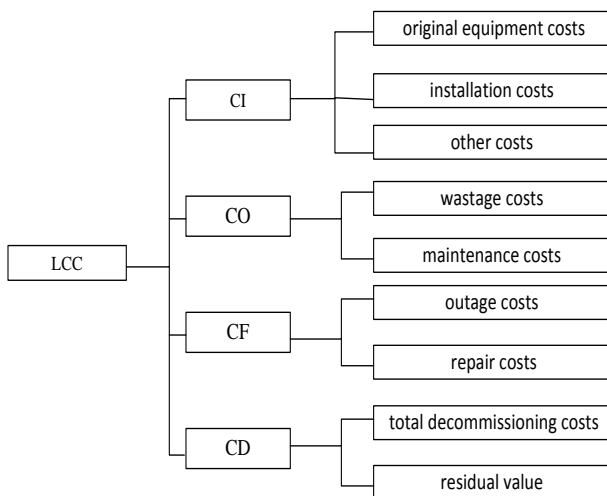 LCC
CI
original equipment costs
installation costs
other costs
CO
wastage costs
maintenance costs
CF
outage costs
repair costs
CD
total decommissioning costs
residual value